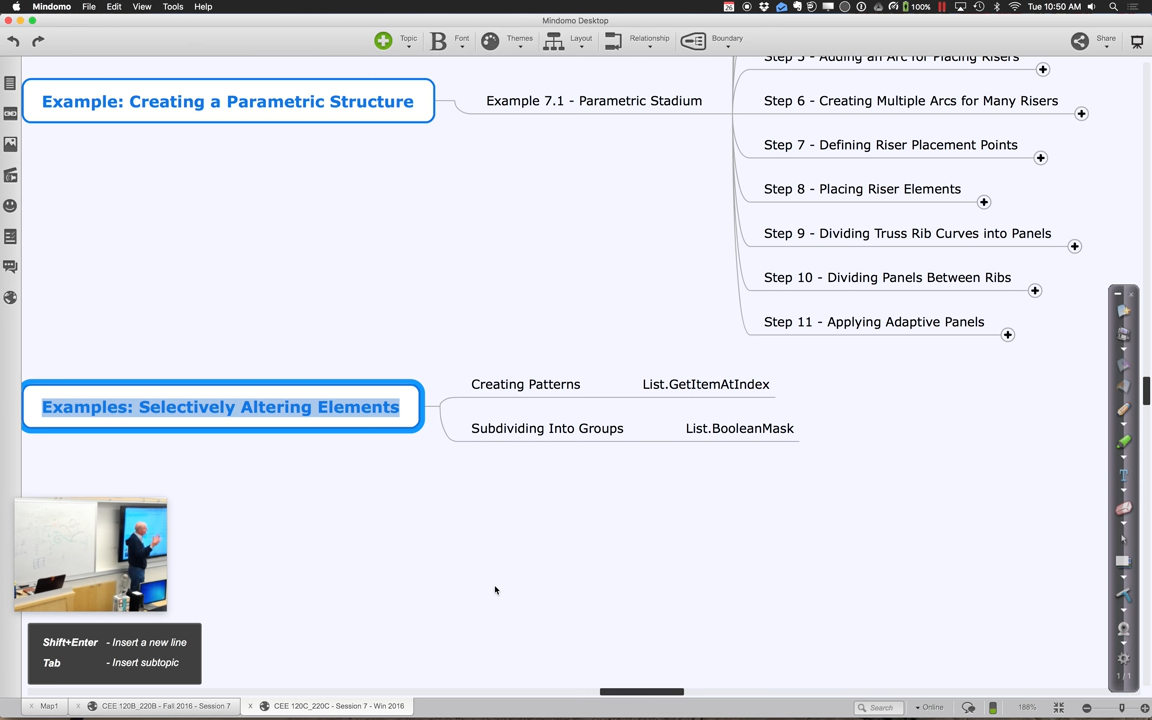 Mindomo File Edit View Tools Help
26 100% Tue 10:50 AM
Mindomo Desktop
Topic Font Themes Layout Relationship Boundary Share
Step 5 - Adding an Arc for Placing Risers
Example: Creating a Parametric Structure
Example 7.1 - Parametric Stadium
Step 6 - Creating Multiple Arcs for Many Risers
Step 7 - Defining Riser Placement Points
Step 8 - Placing Riser Elements
Step 9 - Dividing Truss Rib Curves into Panels
Step 10 - Dividing Panels Between Ribs
Step 11 - Applying Adaptive Panels
Examples: Selectively Altering Elements
Creating Patterns
List.GetItemAtIndex
Subdividing Into Groups
List.BooleanMask
Shift+Enter - Insert a new line
Tab - Insert subtopic
1 / 1
x Map1 x CEE 120B_220B - Fall 2016 - Session 7 x CEE 120C_220C - Session 7 - Win 2016 Search Online 188%